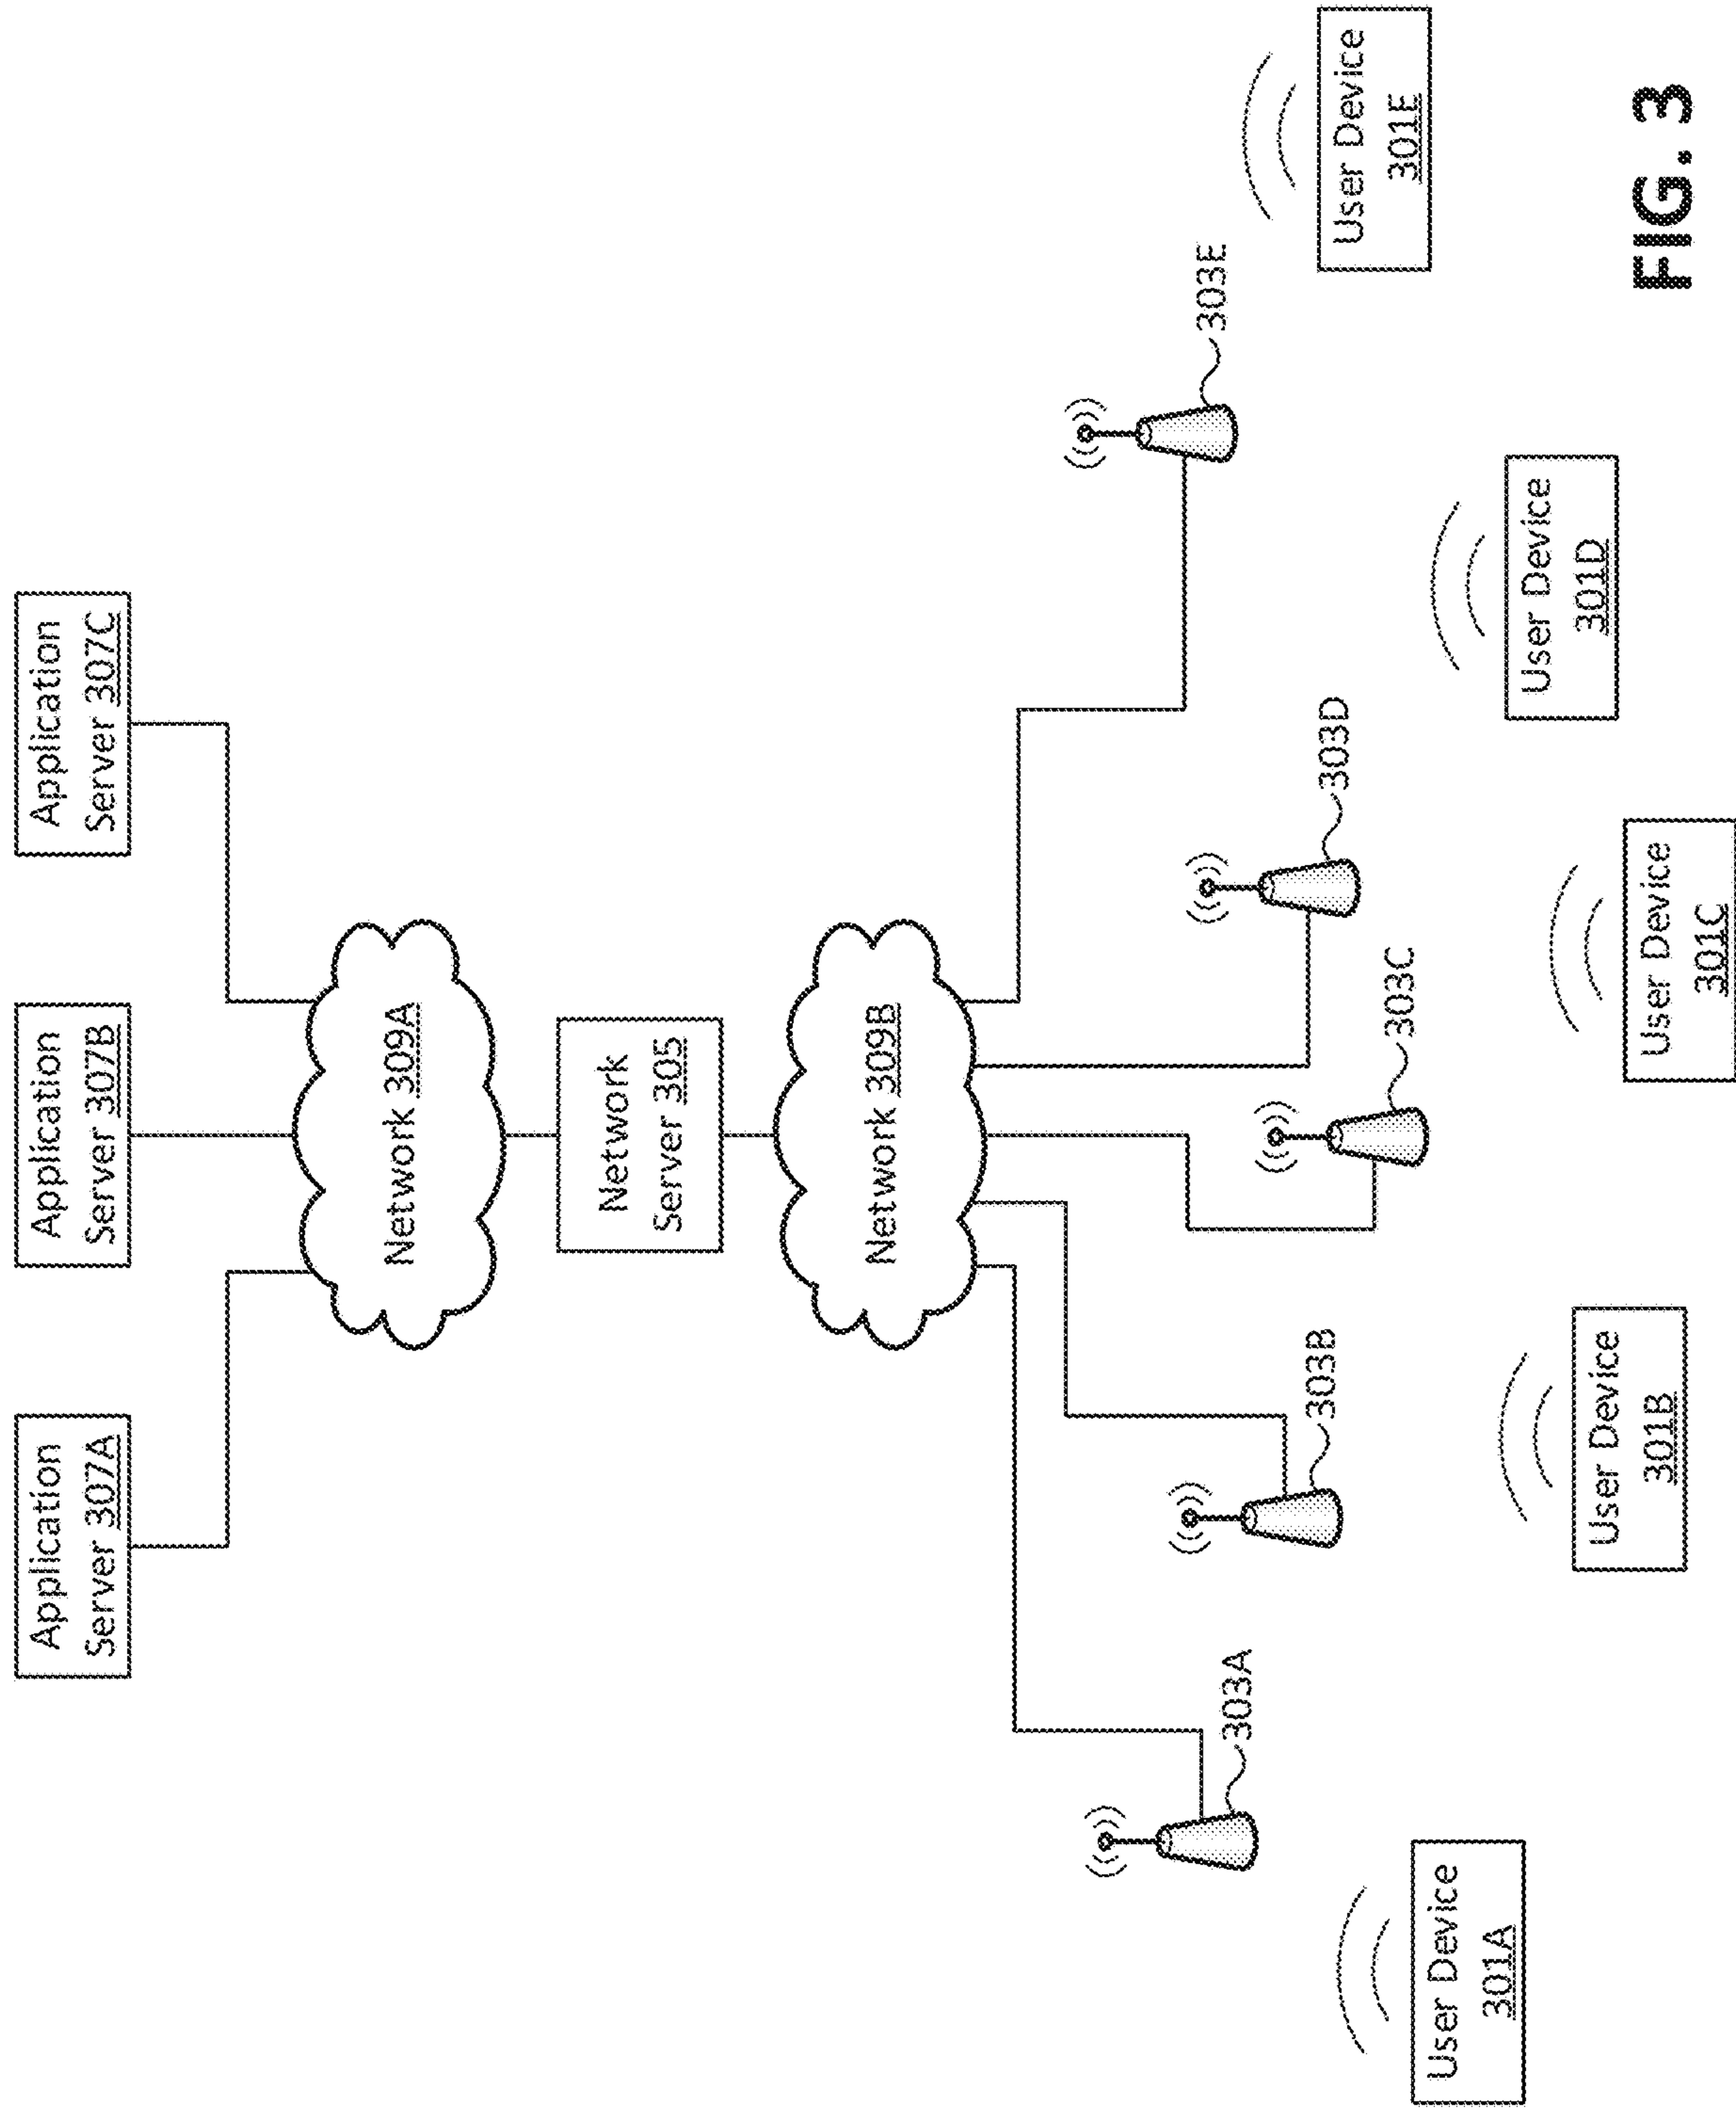 Application
Server 307A
Application
Server 307B
Application
Server 307C
Network 309A
Network
Server 305
Network 309B
303A
303B
303C
303D
303E
User Device
301A
User Device
301B
User Device
301C
User Device
301D
User Device
301E
FIG. 3